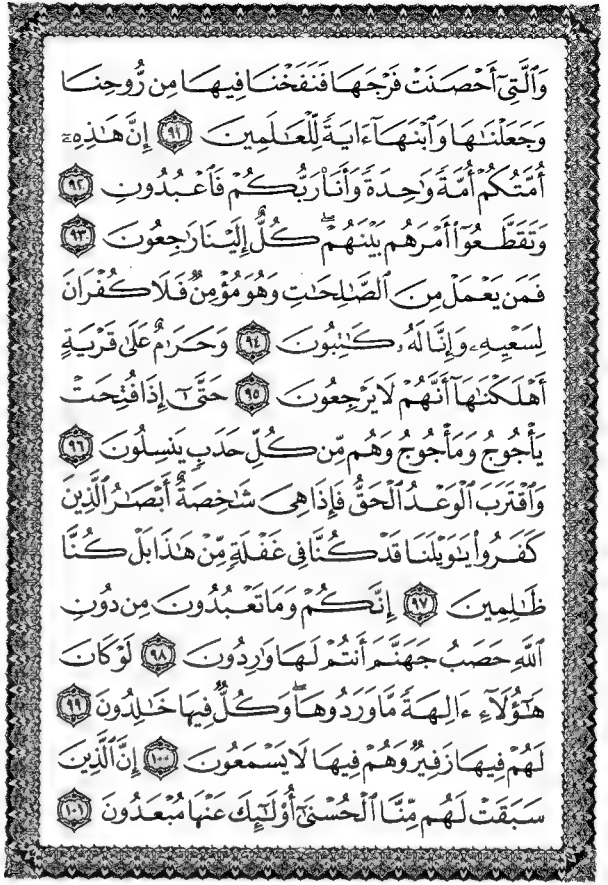 وَٱلَّتِىٓ أَحْصَنَتْ فَرْجَهَا فَنَفَخْنَا فِيهَا مِن رُّوحِنَا
وَجَعَلْنَٰهَا وَٱبْنَهَآ ءَايَةً لِّلْعَٰلَمِينَ ٩١ إِنَّ هَٰذِهِۦٓ
أُمَّتُكُمْ أُمَّةً وَٰحِدَةً وَأَنَا۠ رَبُّكُمْ فَٱعْبُدُونِ ٩٢
وَتَقَطَّعُوٓا۟ أَمْرَهُم بَيْنَهُمْ ۖ كُلٌّ إِلَيْنَا رَٰجِعُونَ ٩٣
فَمَن يَعْمَلْ مِنَ ٱلصَّٰلِحَٰتِ وَهُوَ مُؤْمِنٌ فَلَا كُفْرَانَ
لِسَعْيِهِۦ وَإِنَّا لَهُۥ كَٰتِبُونَ ٩٤ وَحَرَٰمٌ عَلَىٰ قَرْيَةٍ
أَهْلَكْنَٰهَآ أَنَّهُمْ لَا يَرْجِعُونَ ٩٥ حَتَّىٰٓ إِذَا فُتِحَتْ
يَأْجُوجُ وَمَأْجُوجُ وَهُم مِّن كُلِّ حَدَبٍ يَنسِلُونَ ٩٦
وَٱقْتَرَبَ ٱلْوَعْدُ ٱلْحَقُّ فَإِذَا هِىَ شَٰخِصَةٌ أَبْصَٰرُ ٱلَّذِينَ
كَفَرُوا۟ يَٰوَيْلَنَا قَدْ كُنَّا فِى غَفْلَةٍ مِّنْ هَٰذَا بَلْ كُنَّا
ظَٰلِمِينَ ٩٧ إِنَّكُمْ وَمَا تَعْبُدُونَ مِن دُونِ
ٱللَّهِ حَصَبُ جَهَنَّمَ أَنتُمْ لَهَا وَٰرِدُونَ ٩٨ لَوْ كَانَ
هَٰٓؤُلَآءِ ءَالِهَةً مَّا وَرَدُوهَا ۖ وَكُلٌّ فِيهَا خَٰلِدُونَ ٩٩
لَهُمْ فِيهَا زَفِيرٌ وَهُمْ فِيهَا لَا يَسْمَعُونَ ١٠٠ إِنَّ ٱلَّذِينَ
سَبَقَتْ لَهُم مِّنَّا ٱلْحُسْنَىٰٓ أُو۟لَٰٓئِكَ عَنْهَا مُبْعَدُونَ ١٠١